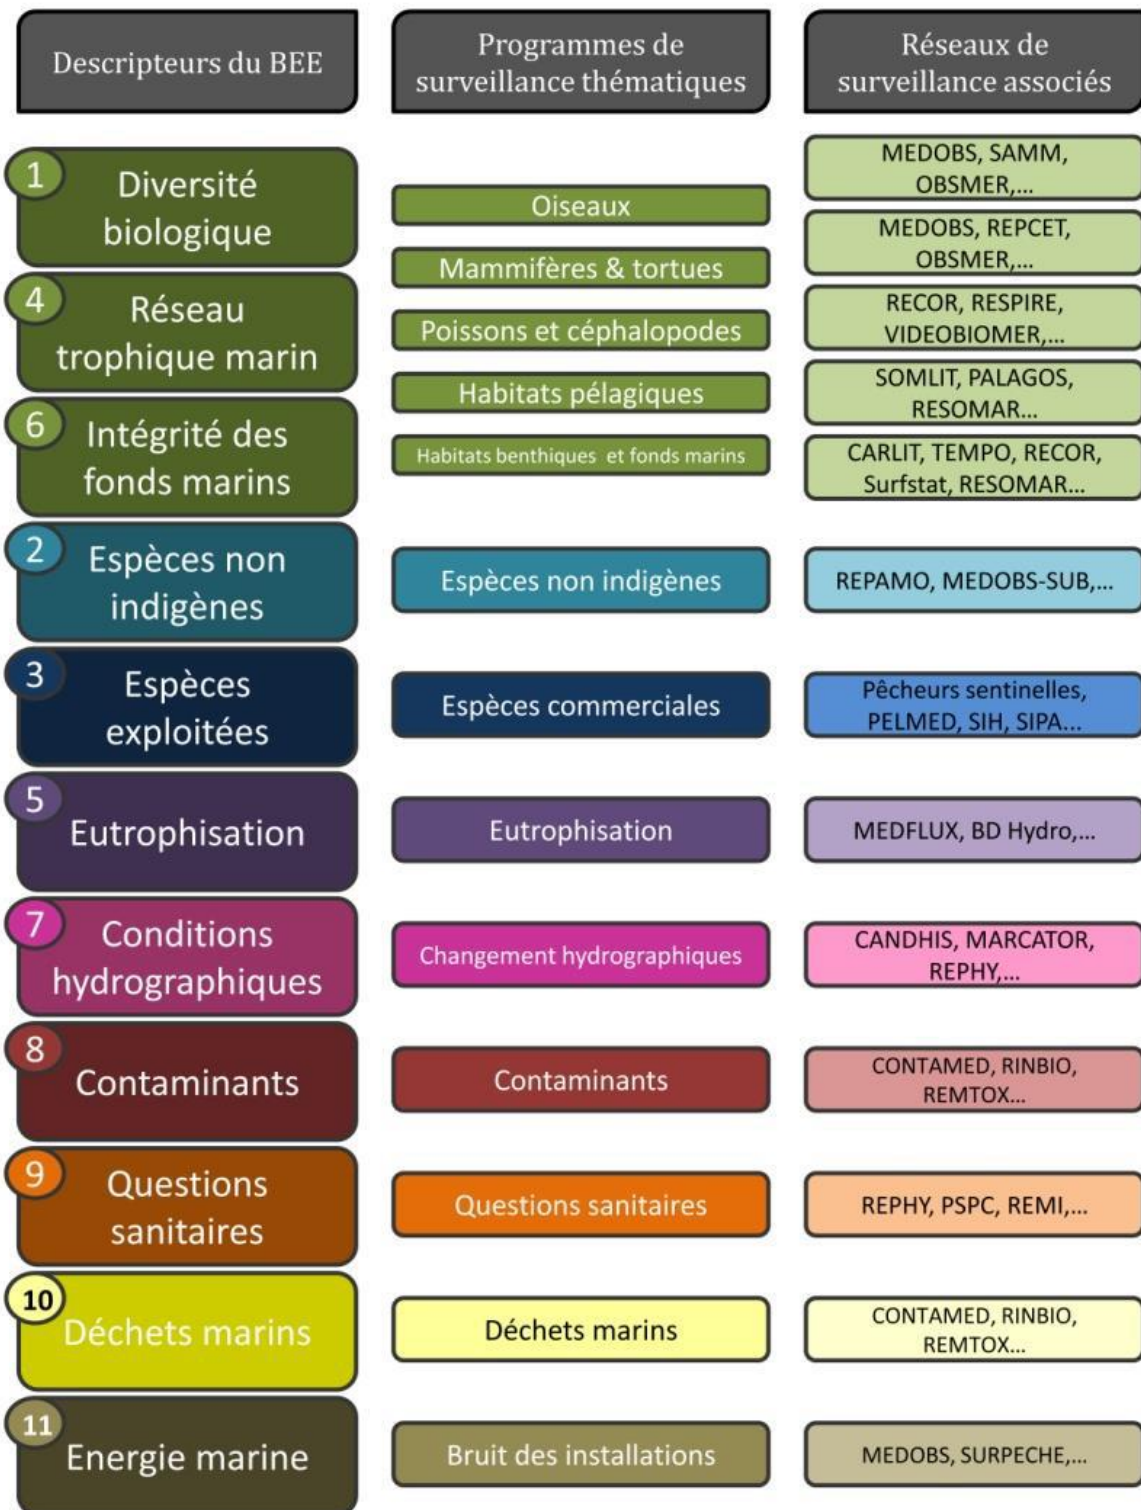 Descripteurs du BEE
Programmes de
surveillance thématiques
Réseaux de
surveillance associés
1
Diversité
biologique
4
Réseau
trophique marin
6
Intégrité des
fonds marins
Oiseaux
Mammifères & tortues
Poissons et céphalopodes
Habitats pélagiques
Habitats benthiques et fonds marins
MEDOBS, SAMM,
OBSMER,...
MEDOBS, REPCET,
OBSMER,...
RECOR, RESPIRE,
VIDEOBIOMER,...
SOMLIT, PALAGOS,
RESOMAR...
CARLIT, TEMPO, RECOR,
Surfstat, RESOMAR...
2
Espèces non
indigènes
Espèces non indigènes
REPAMO, MEDOBS-SUB,...
3
Espèces
exploitées
Espèces commerciales
Pêcheurs sentinelles,
PELMED, SIH, SIPA...
5
Eutrophisation
Eutrophisation
MEDFLUX, BD Hydro,...
7
Conditions
hydrographiques
Changement hydrographiques
CANDHIS, MARCATOR,
REPHY,...
8
Contaminants
Contaminants
CONTAMED, RINBIO,
REMTOX...
9
Questions
sanitaires
Questions sanitaires
REPHY, PSPC, REMI,...
10
Déchets marins
Déchets marins
CONTAMED, RINBIO,
REMTOX...
11
Energie marine
Bruit des installations
MEDOBS, SURPECHE,...